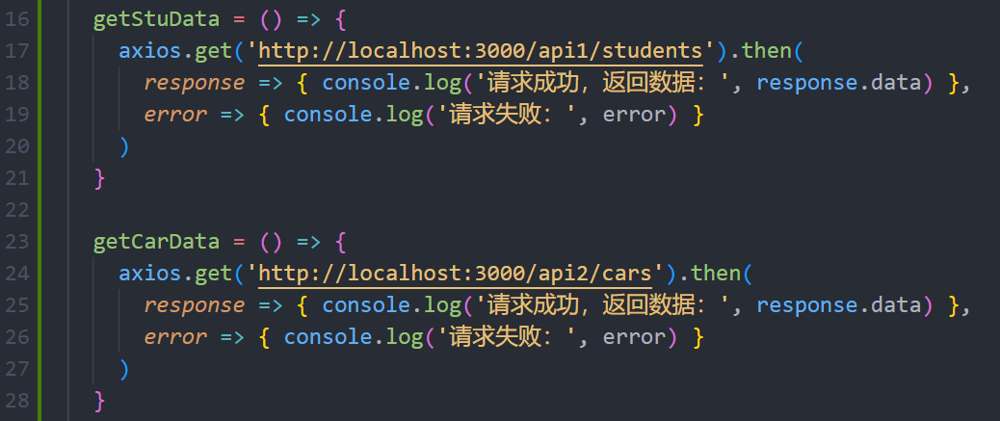 16 getStuData = () => {
17 axios.get('http://localhost:3000/api1/students').then(
18 response => { console.log('请求成功，返回数据：', response.data) },
19 error => { console.log('请求失败：', error) }
20 )
21 }
22
23 getCarData = () => {
24 axios.get('http://localhost:3000/api2/cars').then(
25 response => { console.log('请求成功，返回数据：', response.data) },
26 error => { console.log('请求失败：', error) }
27 )
28 }